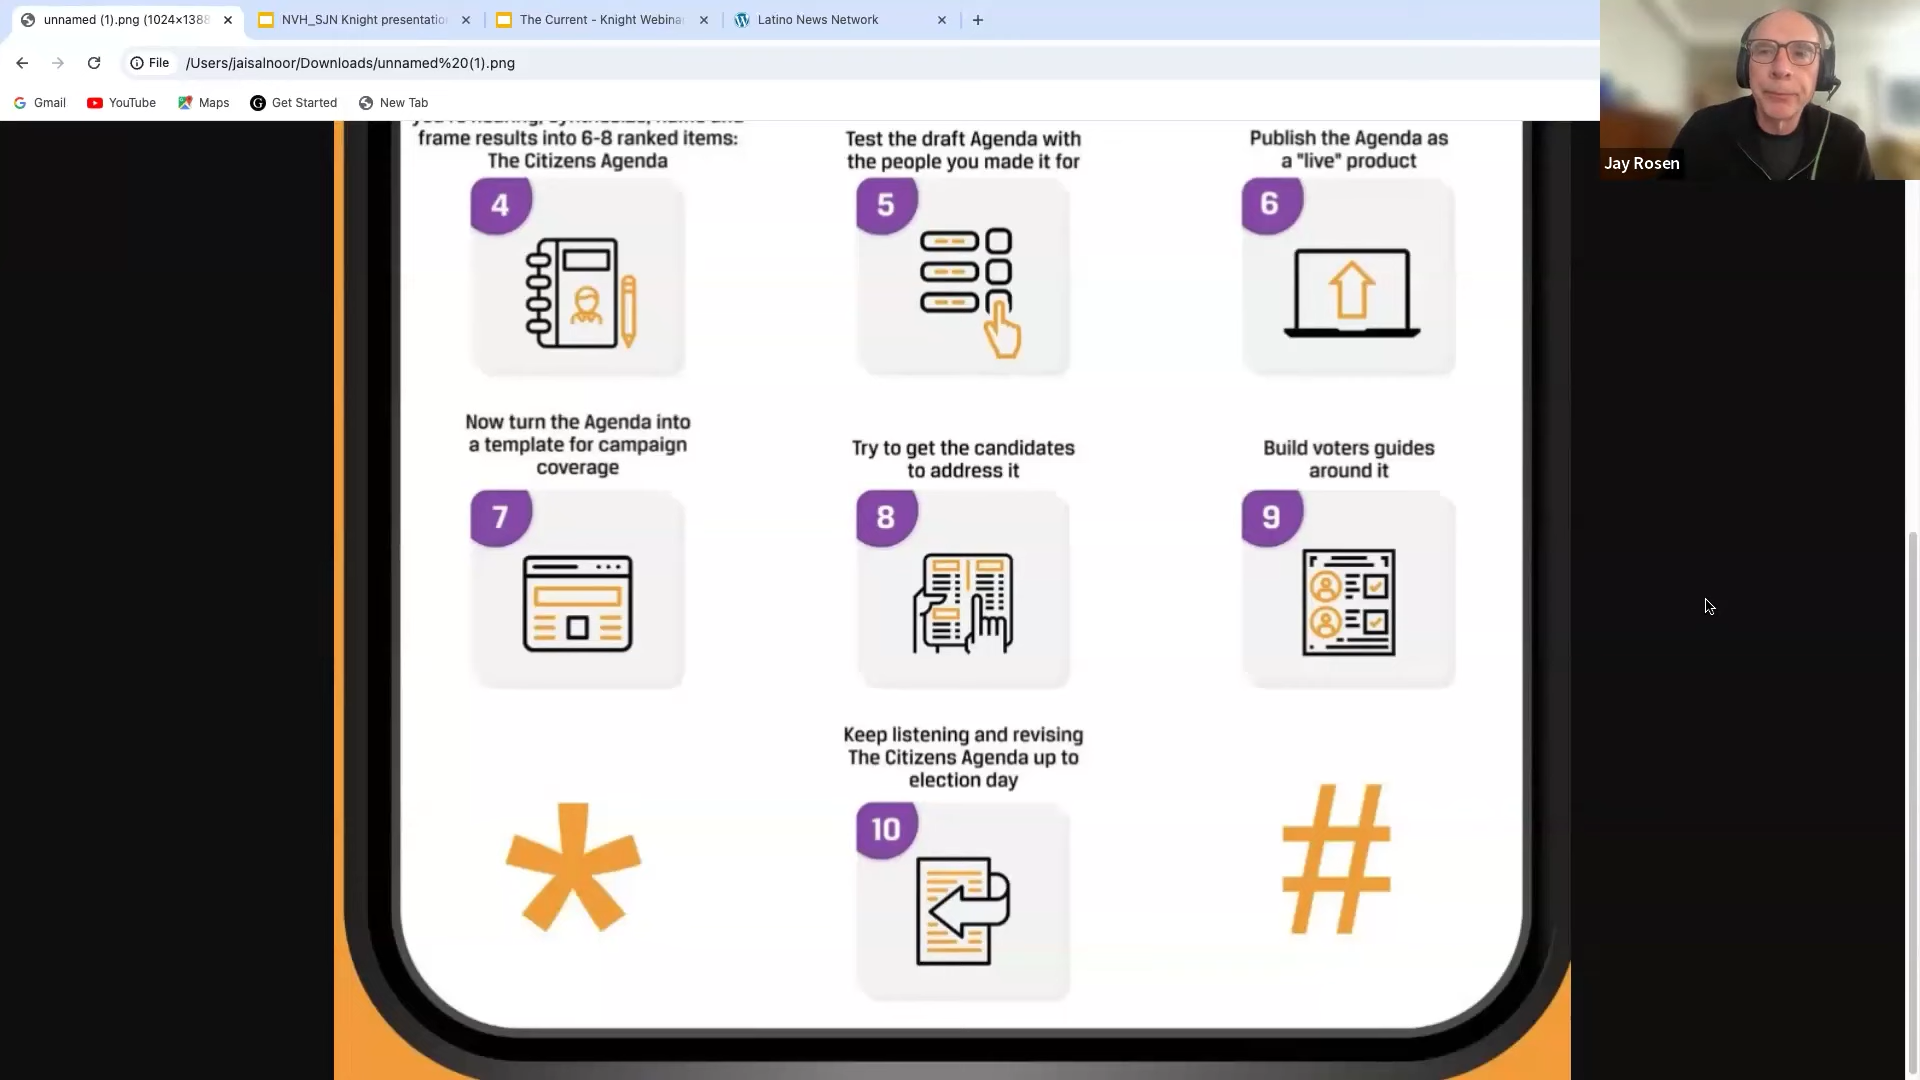 unnamed (1).png (1024×1388
NVH_SJN Knight presentatio
The Current - Knight Webina
Latino News Network
File
/Users/jaisalnoor/Downloads/unnamed%20(1).png
Gmail
YouTube
Maps
Get Started
New Tab
Jay Rosen
frame results into 6-8 ranked items:
The Citizens Agenda
4
Test the draft Agenda with
the people you made it for
5
Publish the Agenda as
a "live" product
6
Now turn the Agenda into
a template for campaign
coverage
7
Try to get the candidates
to address it
8
Build voters guides
around it
9
Keep listening and revising
The Citizens Agenda up to
election day
10
*
#